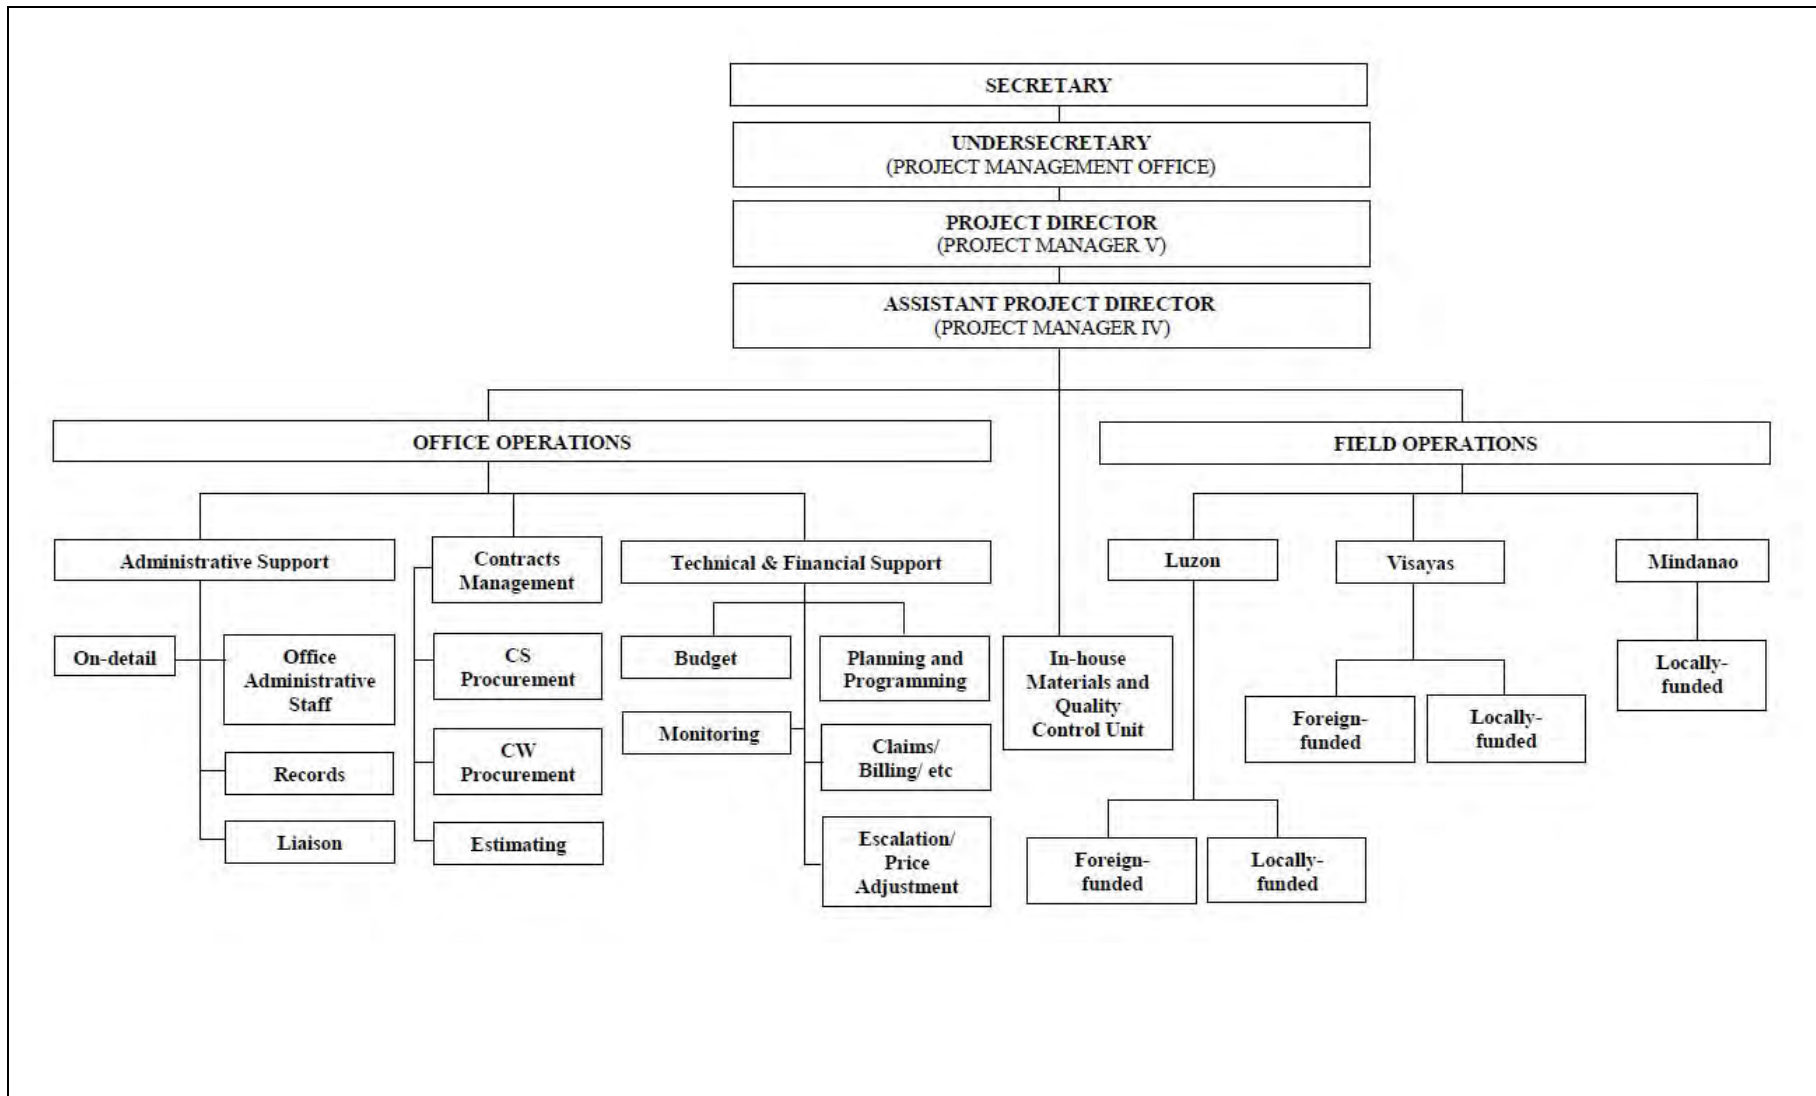 SECRETARY
UNDERSECRETARY
(PROJECT MANAGEMENT OFFICE)
PROJECT DIRECTOR
(PROJECT MANAGER V)
ASSISTANT PROJECT DIRECTOR
(PROJECT MANAGER IV)
OFFICE OPERATIONS
FIELD OPERATIONS
Administrative Support
Contracts
Management
Technical & Financial Support
Luzon
Visayas
Mindanao
On-detail
Office
Administrative
Staff
Records
Liaison
CS
Procurement
CW
Procurement
Estimating
Budget
Planning and
Programming
Monitoring
Claims/
Billing/ etc
Escalation/
Price
Adjustment
In-house
Materials and
Quality
Control Unit
Foreign-
funded
Locally-
funded
Foreign-
funded
Locally-
funded
Locally-
funded